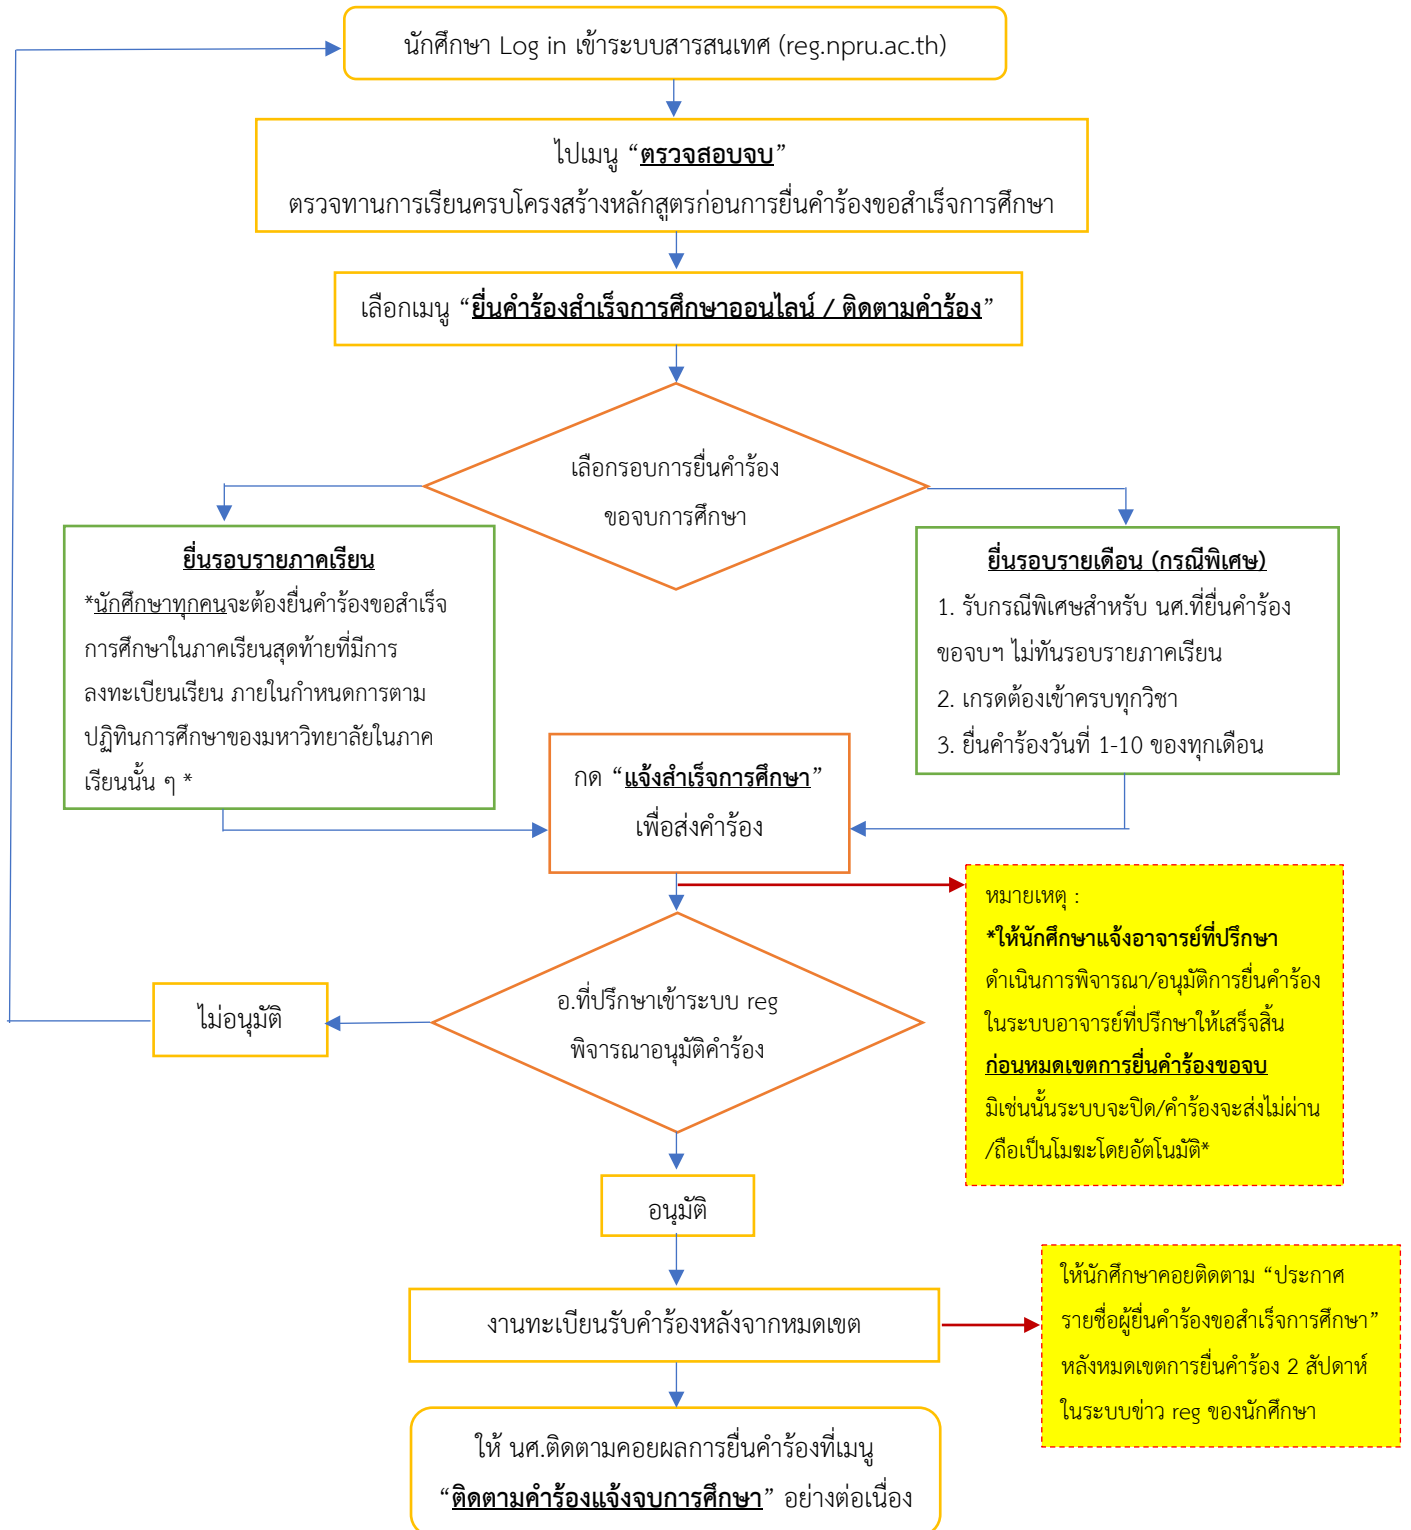 นักศึกษา Log in เข้าระบบสารสนเทศ (reg.npru.ac.th)
ไปเมนู “ตรวจสอบจบ”
ตรวจทานการเรียนครบโครงสร้างหลักสูตรก่อนการยื่นคำร้องขอสำเร็จการศึกษา
เลือกเมนู “ยื่นคำร้องสำเร็จการศึกษาออนไลน์ / ติดตามคำร้อง”
เลือกรอบการยื่นคำร้อง
ขอจบการศึกษา
ยื่นรอบรายภาคเรียน
*นักศึกษาทุกคนจะต้องยื่นคำร้องขอสำเร็จ
การศึกษาในภาคเรียนสุดท้ายที่มีการ
ลงทะเบียนเรียน ภายในกำหนดการตาม
ปฏิทินการศึกษาของมหาวิทยาลัยในภาค
เรียนนั้น ๆ *
ยื่นรอบรายเดือน (กรณีพิเศษ)
1. รับกรณีพิเศษสำหรับ นศ.ที่ยื่นคำร้อง
ขอจบฯ ไม่ทันรอบรายภาคเรียน
2. เกรดต้องเข้าครบทุกวิชา
3. ยื่นคำร้องวันที่ 1-10 ของทุกเดือน
กด “แจ้งสำเร็จการศึกษา”
เพื่อส่งคำร้อง
หมายเหตุ :
*ให้นักศึกษาแจ้งอาจารย์ที่ปรึกษา
ดำเนินการพิจารณา/อนุมัติการยื่นคำร้อง
ในระบบอาจารย์ที่ปรึกษาให้เสร็จสิ้น
ก่อนหมดเขตการยื่นคำร้องขอจบ
มิเช่นนั้นระบบจะปิด/คำร้องจะส่งไม่ผ่าน
/ถือเป็นโมฆะโดยอัตโนมัติ*
อ.ที่ปรึกษาเข้าระบบ reg
พิจารณาอนุมัติคำร้อง
ไม่อนุมัติ
อนุมัติ
งานทะเบียนรับคำร้องหลังจากหมดเขต
ให้นักศึกษาคอยติดตาม “ประกาศ
รายชื่อผู้ยื่นคำร้องขอสำเร็จการศึกษา”
หลังหมดเขตการยื่นคำร้อง 2 สัปดาห์
ในระบบข่าว reg ของนักศึกษา
ให้ นศ.ติดตามคอยผลการยื่นคำร้องที่เมนู
“ติดตามคำร้องแจ้งจบการศึกษา” อย่างต่อเนื่อง